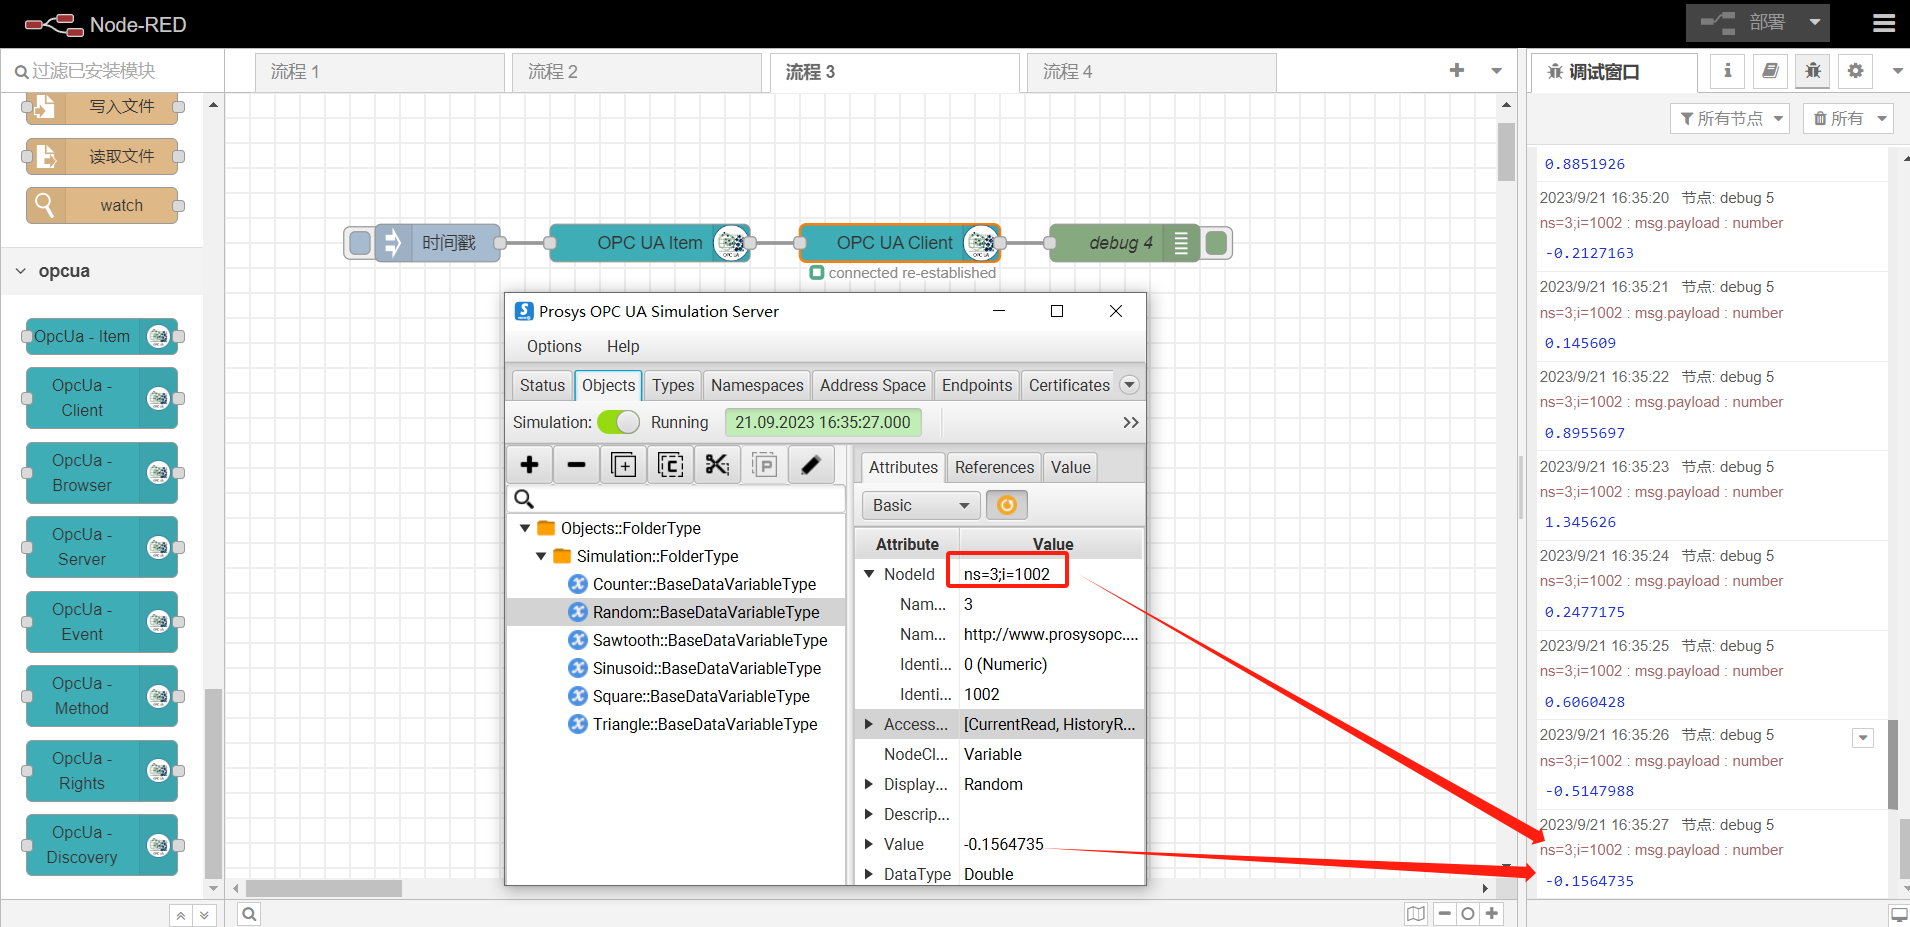 Node-RED
部署
过滤已安装模块
流程 1
流程 2
流程 3
流程 4
调试窗口
所有节点
所有
写入文件
读取文件
watch
opcua
OpcUa - Item
OpcUa -
Client
OpcUa -
Browser
OpcUa -
Server
OpcUa -
Event
OpcUa -
Method
OpcUa -
Rights
OpcUa -
Discovery
时间戳
OPC UA Item
OPC UA Client
debug 4
connected re-established
Prosys OPC UA Simulation Server
Options Help
Status Objects Types Namespaces Address Space Endpoints Certificates
Simulation: Running 21.09.2023 16:35:27.000
Objects::FolderType
Simulation::FolderType
Counter::BaseDataVariableType
Random::BaseDataVariableType
Sawtooth::BaseDataVariableType
Sinusoid::BaseDataVariableType
Square::BaseDataVariableType
Triangle::BaseDataVariableType
Attributes References Value
Basic
Attribute Value
NodeId ns=3;i=1002
Nam... 3
Nam... http://www.prosysopc....
Identi... 0 (Numeric)
Identi... 1002
Access... [CurrentRead, HistoryR...
NodeCl... Variable
Display... Random
Descrip...
Value -0.1564735
DataType Double
0.8851926
2023/9/21 16:35:20 节点: debug 5
ns=3;i=1002 : msg.payload : number
-0.2127163
2023/9/21 16:35:21 节点: debug 5
ns=3;i=1002 : msg.payload : number
0.145609
2023/9/21 16:35:22 节点: debug 5
ns=3;i=1002 : msg.payload : number
0.8955697
2023/9/21 16:35:23 节点: debug 5
ns=3;i=1002 : msg.payload : number
1.345626
2023/9/21 16:35:24 节点: debug 5
ns=3;i=1002 : msg.payload : number
0.2477175
2023/9/21 16:35:25 节点: debug 5
ns=3;i=1002 : msg.payload : number
0.6060428
2023/9/21 16:35:26 节点: debug 5
ns=3;i=1002 : msg.payload : number
-0.5147988
2023/9/21 16:35:27 节点: debug 5
ns=3;i=1002 : msg.payload : number
-0.1564735